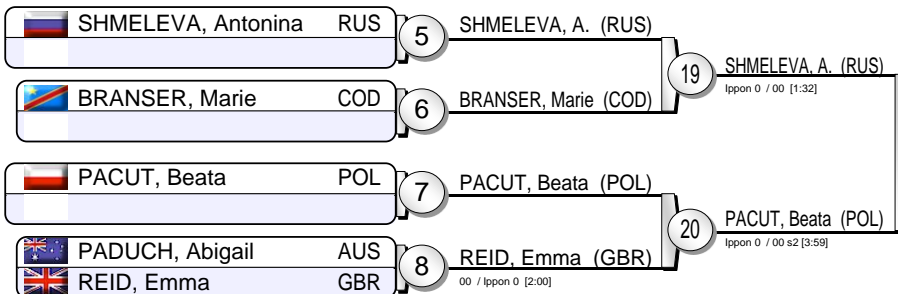 SHMELEVA, Antonina RUS
5
SHMELEVA, A. (RUS)
19
SHMELEVA, A. (RUS)
Ippon 0 / 00 [1:32]
BRANSER, Marie COD
6
BRANSER, Marie (COD)
PACUT, Beata POL
7
PACUT, Beata (POL)
20
PACUT, Beata (POL)
Ippon 0 / 00 s2 [3:59]
PADUCH, Abigail AUS
REID, Emma GBR
8
REID, Emma (GBR)
00 / Ippon 0 [2:00]